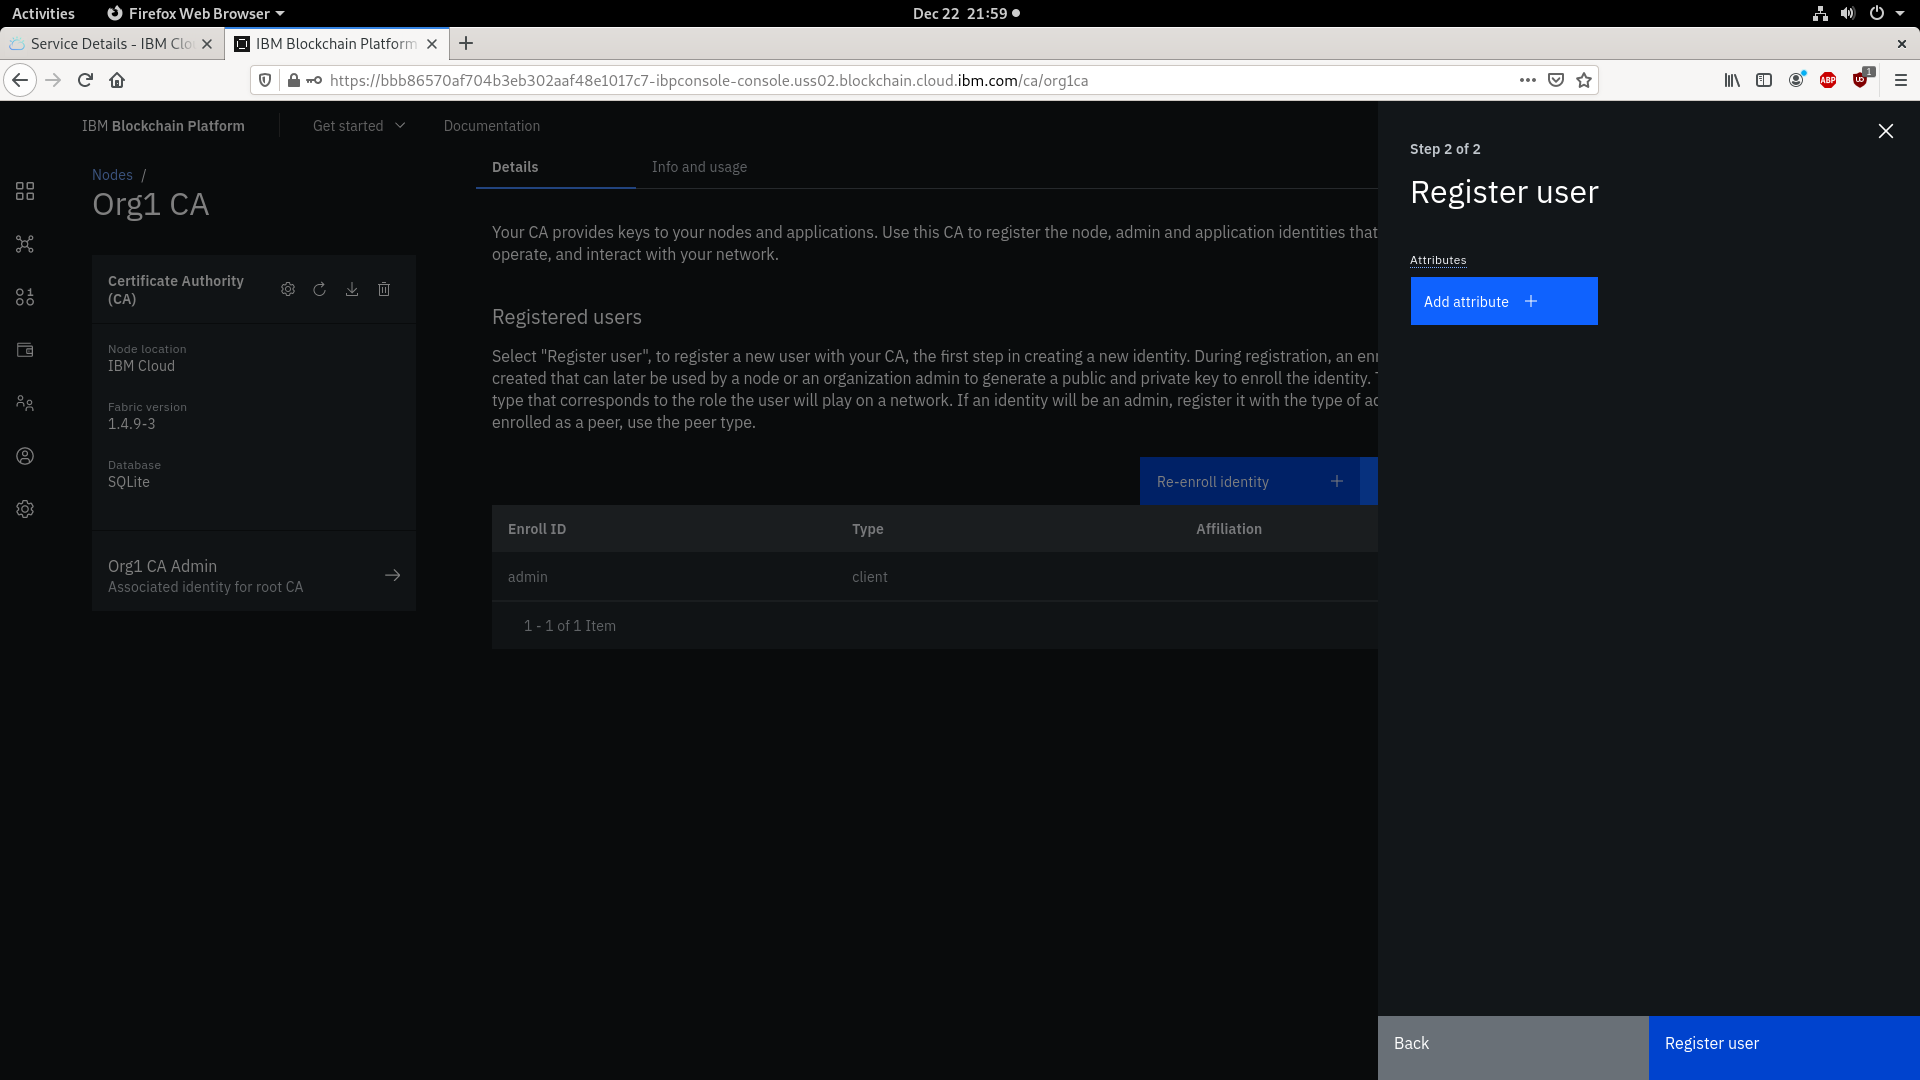 Activities
Firefox Web Browser
Dec 22 21:59
Service Details - IBM Clo
IBM Blockchain Platform
https://bbb86570af704b3eb302aaf48e1017c7-ibpconsole-console.uss02.blockchain.cloud.ibm.com/ca/org1ca
ABP
1
IBM Blockchain Platform
Get started
Documentation
Nodes /
Org1 CA
Certificate Authority
(CA)
Node location
IBM Cloud
Fabric version
1.4.9-3
Database
SQLite
Org1 CA Admin
Associated identity for root CA
Details
Info and usage
Your CA provides keys to your nodes and applications. Use this CA to register the node, admin and application identities that
operate, and interact with your network.
Registered users
Select "Register user", to register a new user with your CA, the first step in creating a new identity. During registration, an enr
created that can later be used by a node or an organization admin to generate a public and private key to enroll the identity.
type that corresponds to the role the user will play on a network. If an identity will be an admin, register it with the type of ad
enrolled as a peer, use the peer type.
Re-enroll identity
Enroll ID
Type
Affiliation
admin
client
1 - 1 of 1 Item
Step 2 of 2
Register user
Attributes
Add attribute
Back
Register user